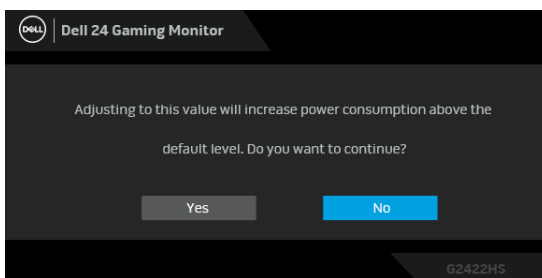 DELL
Dell 24 Gaming Monitor
Adjusting to this value will increase power consumption above the
default level. Do you want to continue?
Yes
No
G2422HS